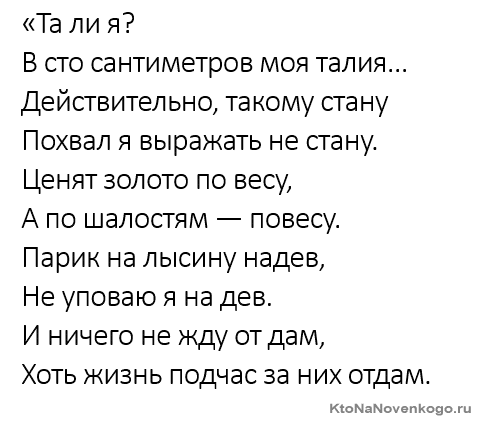 «Та ли я?
В сто сантиметров моя талия...
Действительно, такому стану
Похвал я выражать не стану.
Ценят золото по весу,
А по шалостям — повесу.
Парик на лысину надев,
Не уповаю я на дев.
И ничего не жду от дам,
Хоть жизнь подчас за них отдам.
KtoNaNovenkogo.ru